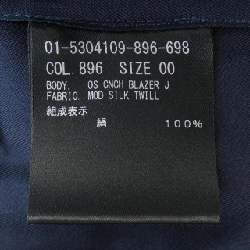 01-5304109-896-698
COL. 896 SIZE 00
BODY. OS CNCH BLAZER J
FABRIC. MOD SILK TWILL
組成表示
絹 100%